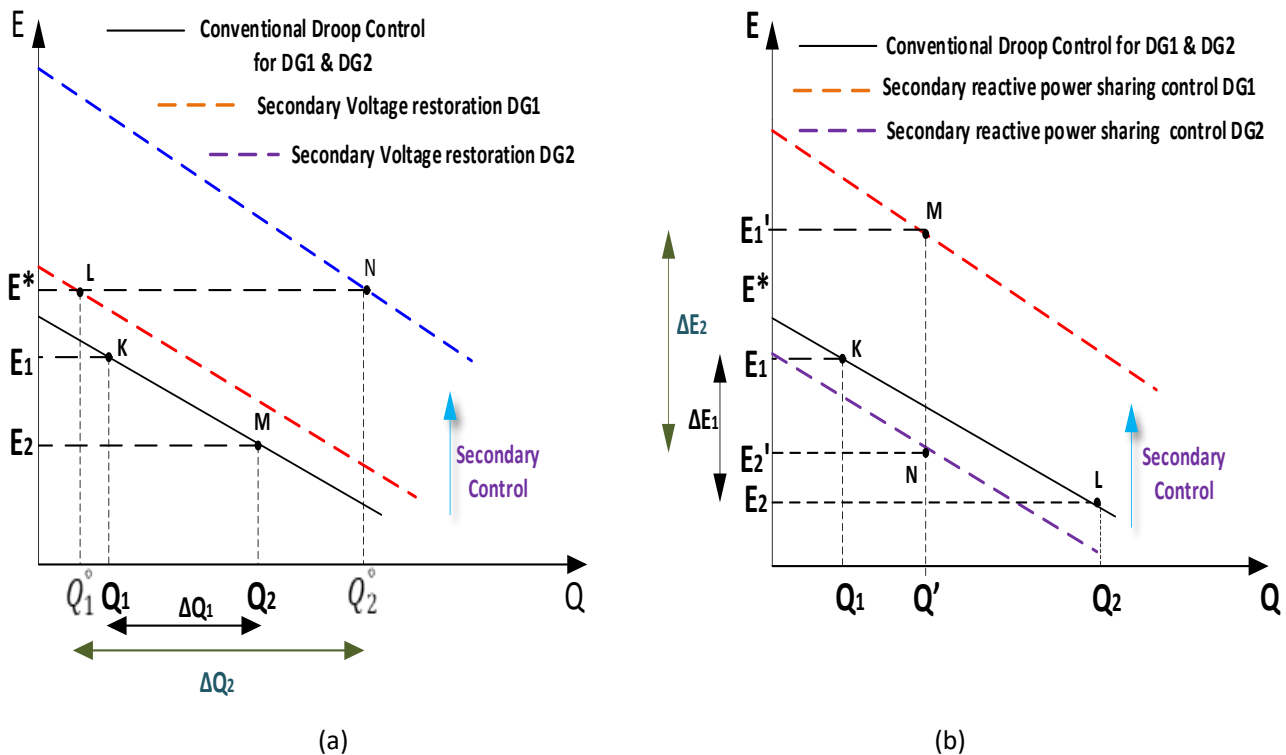 E
Conventional Droop Control
for DG1 & DG2
Secondary Voltage restoration DG1
Secondary Voltage restoration DG2
L
N
E*
K
E1
M
E2
Secondary
Control
Q1° Q1 Q2 Q2° Q
ΔQ1
ΔQ2
(a)
E
Conventional Droop Control for DG1 & DG2
Secondary reactive power sharing control DG1
Secondary reactive power sharing control DG2
M
E1'
E*
ΔE2
K
E1
ΔE1
E2'
N
L
E2
Secondary
Control
Q1 Q' Q2 Q
(b)